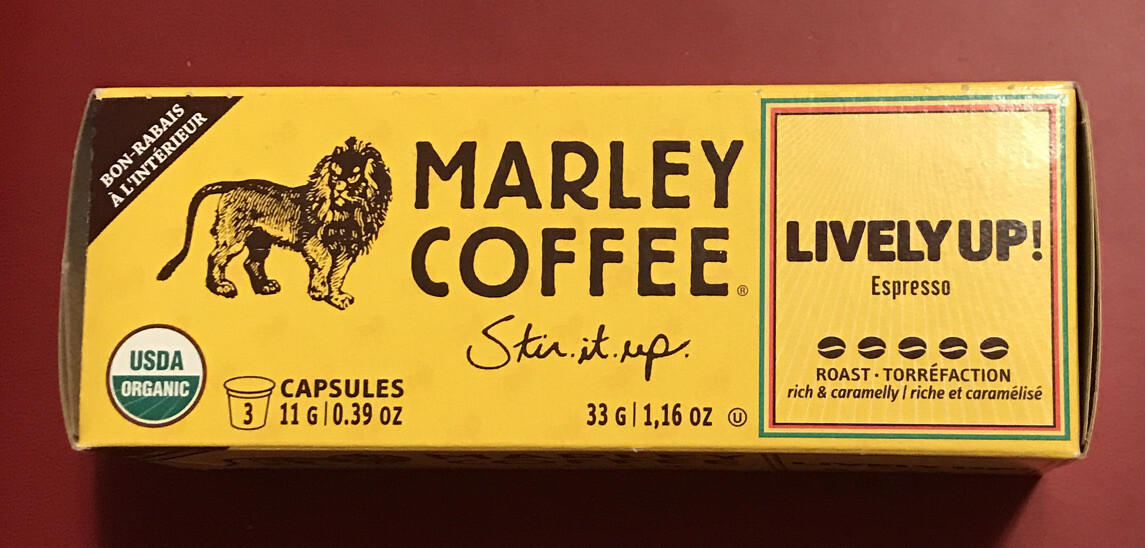 BON-RABAIS
À L'INTÉRIEUR
MARLEY
COFFEE®
Stir.it.up.
USDA
ORGANIC
3
CAPSULES
11 G | 0.39 OZ
33 G | 1,16 OZ Ⓤ
LIVELY UP!
Espresso
ROAST · TORRÉFACTION
rich & caramelly | riche et caramélisé